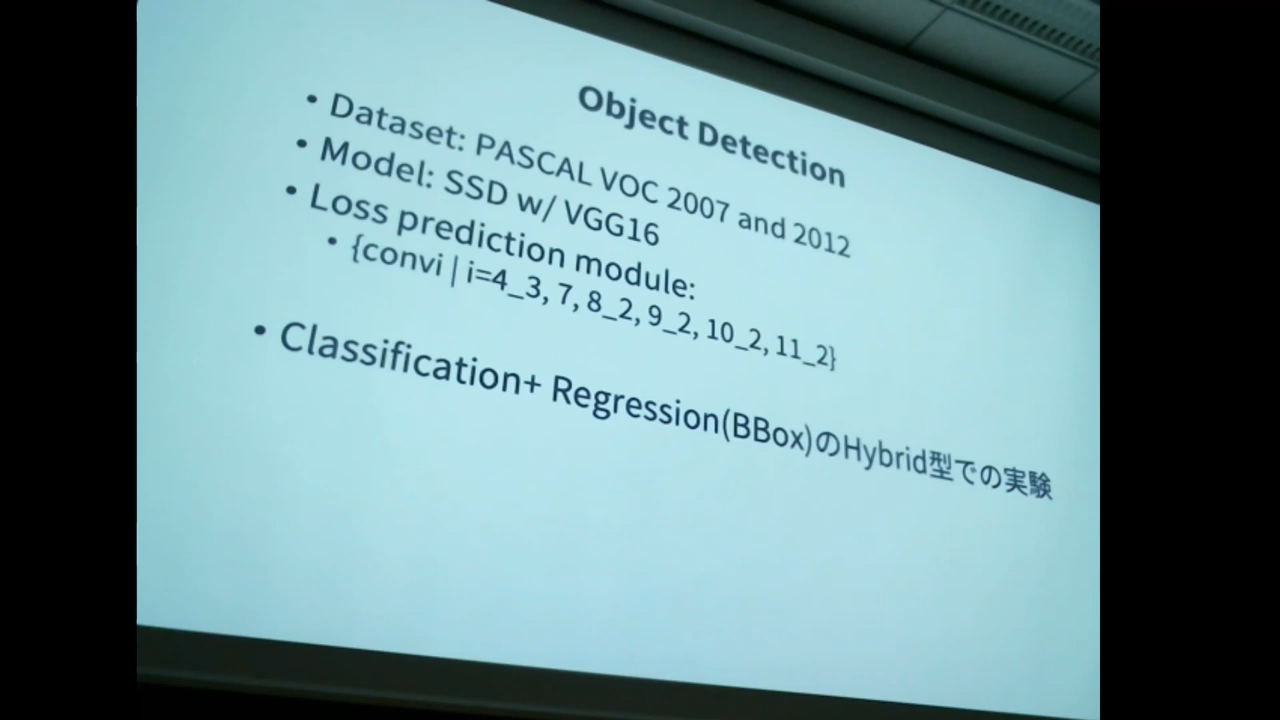 Object Detection
• Dataset: PASCAL VOC 2007 and 2012
• Model: SSD w/ VGG16
• Loss prediction module:
• {convi | i=4_3, 7, 8_2, 9_2, 10_2, 11_2}
• Classification+ Regression(BBox)のHybrid型での実験